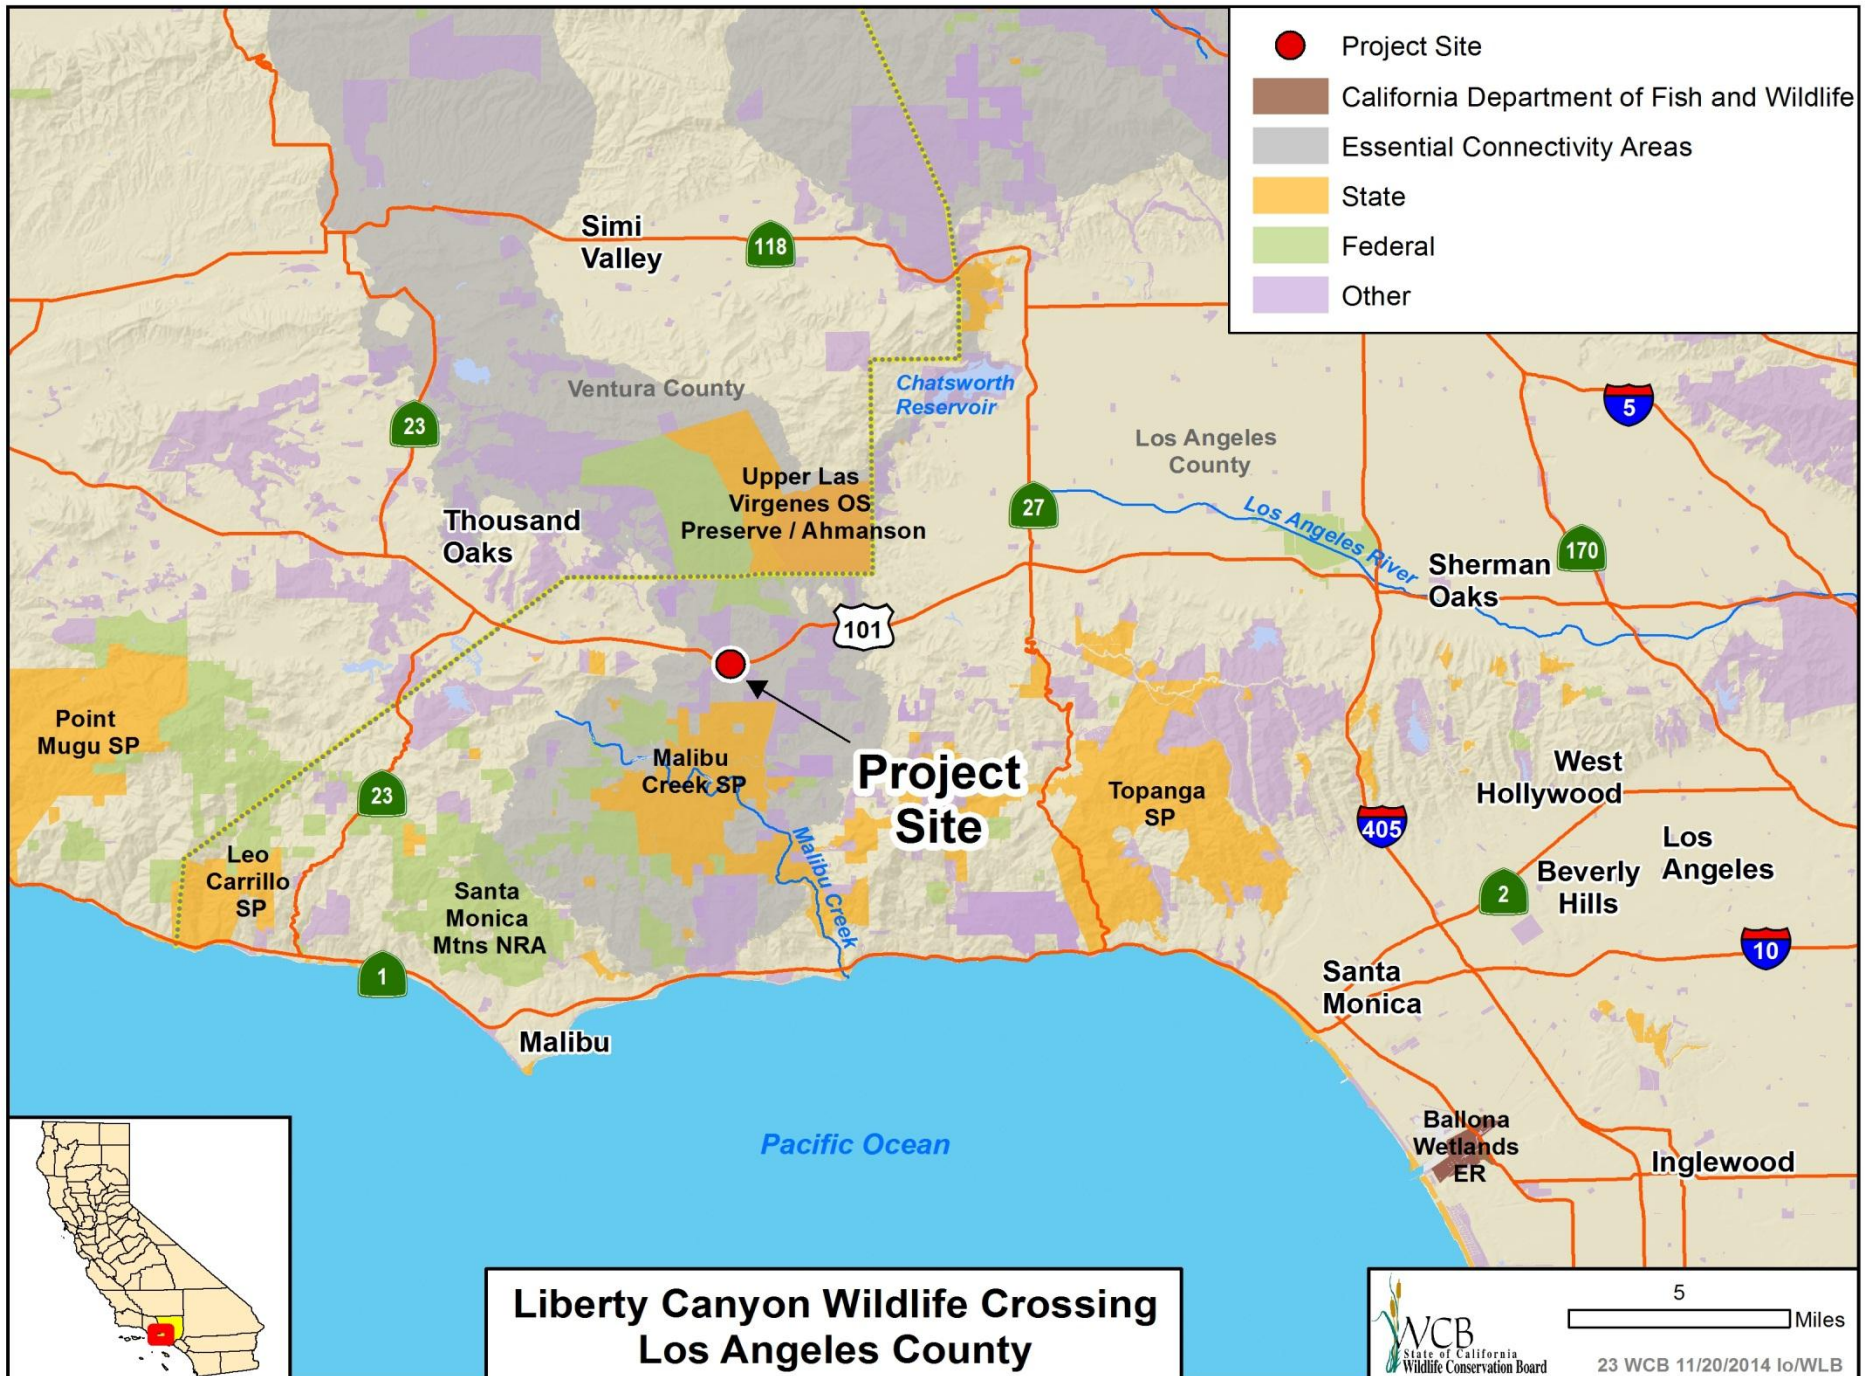 Project Site
California Department of Fish and Wildlife
Essential Connectivity Areas
State
Federal
Other
Simi
Valley
118
Ventura County
Chatsworth
Reservoir
23
5
Los Angeles
County
Upper Las
Virgenes OS
Preserve / Ahmanson
27
Los Angeles River
Thousand
Oaks
170
Sherman
Oaks
101
Point
Mugu SP
Malibu
Creek SP
Project
Site
Topanga
SP
West
Hollywood
23
405
Los
Angeles
Leo
Carrillo
SP
Malibu Creek
Santa
Monica
Mtns NRA
2
Beverly
Hills
10
1
Santa
Monica
Malibu
Pacific Ocean
Ballona
Wetlands
ER
Inglewood
Liberty Canyon Wildlife Crossing
Los Angeles County
WCB
State of California
Wildlife Conservation Board
5
Miles
23 WCB 11/20/2014 lo/WLB